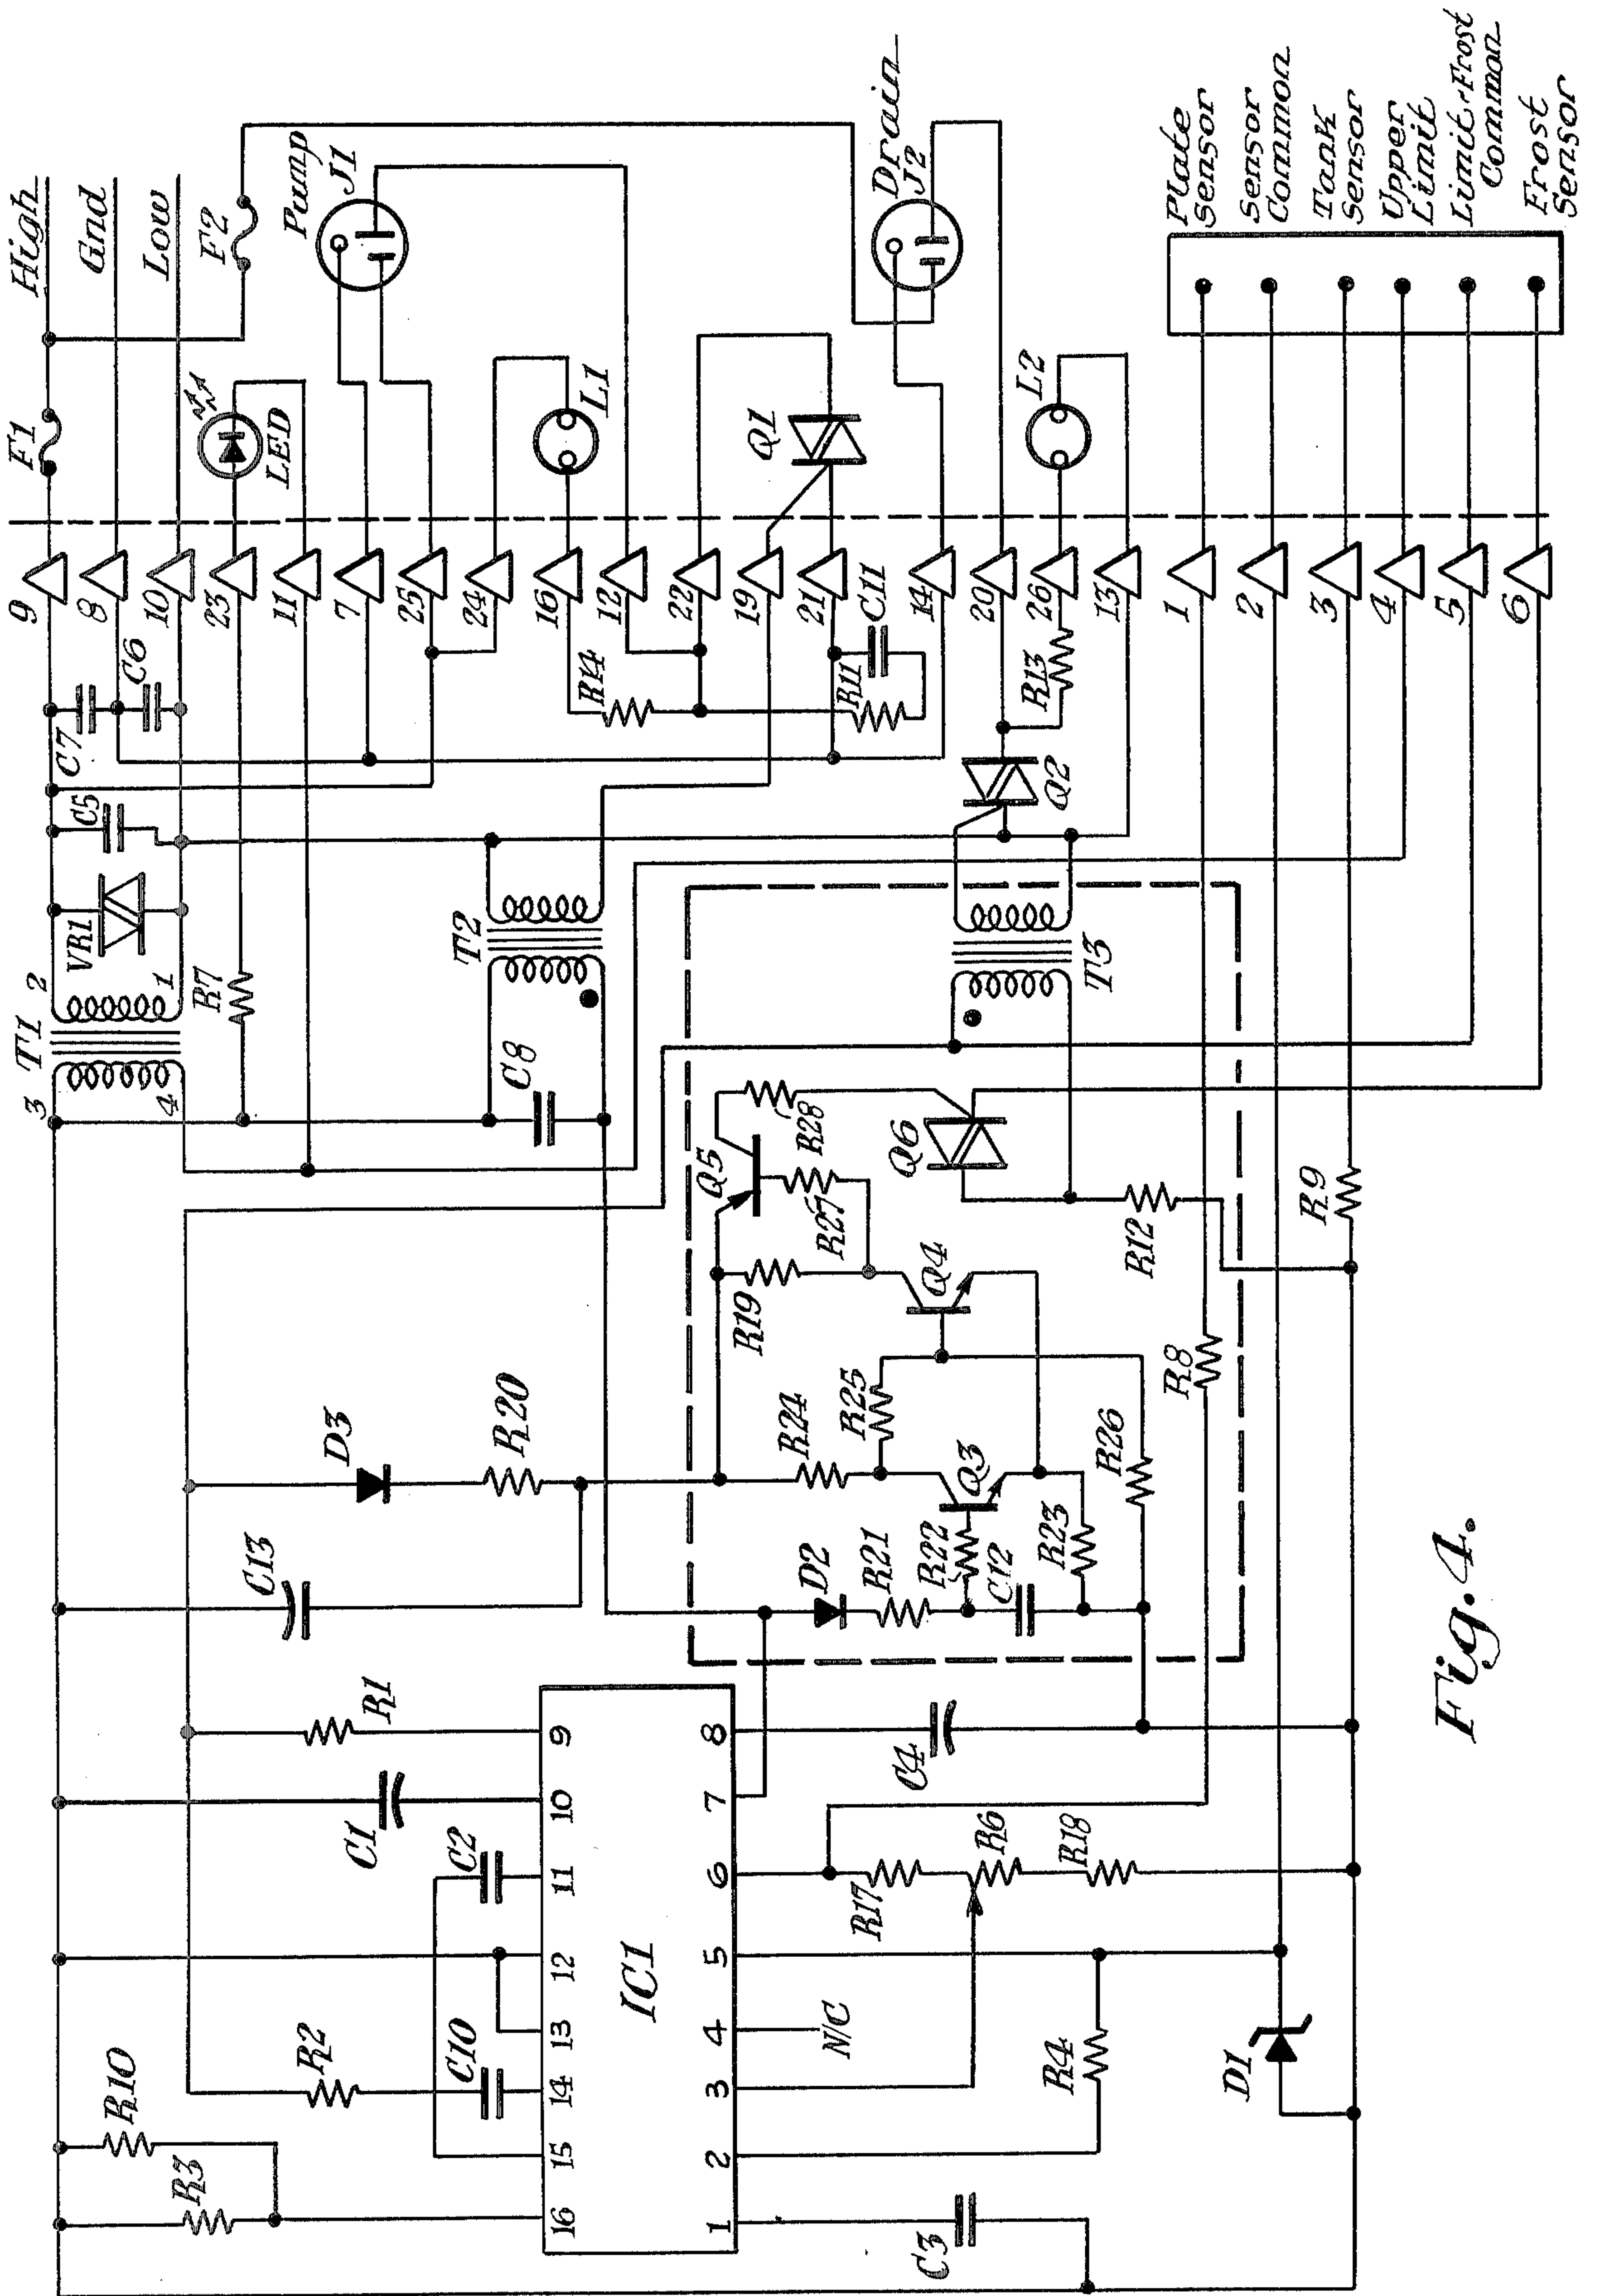 High
Gnd
Low
F1
F2
LED
Pump
J1
L1
Q1
Drain
J2
L2
Plate
Sensor
Sensor
Common
Tank
Sensor
Upper
Limit
Limit & Frost
Common
Frost
Sensor
9
8
10
23
11
7
25
24
16
12
22
19
21
14
20
26
13
1
2
3
4
5
6
C7
C6
C5
VR1
T1
2
1
3
4
R7
R14
R11
C11
R13
Q2
T2
T3
C8
Q5
R28
R27
Q6
R12
R9
R19
Q4
R8
D3
R20
R24
R25
Q3
R26
C13
D2
R21
R22
C12
R23
R1
C1
C2
R2
C10
R10
R3
16
15
14
13
12
11
10
9
IC1
1
2
3
4
5
6
7
8
N/C
C4
R17
R6
R18
R4
D1
C3
Fig. 4.